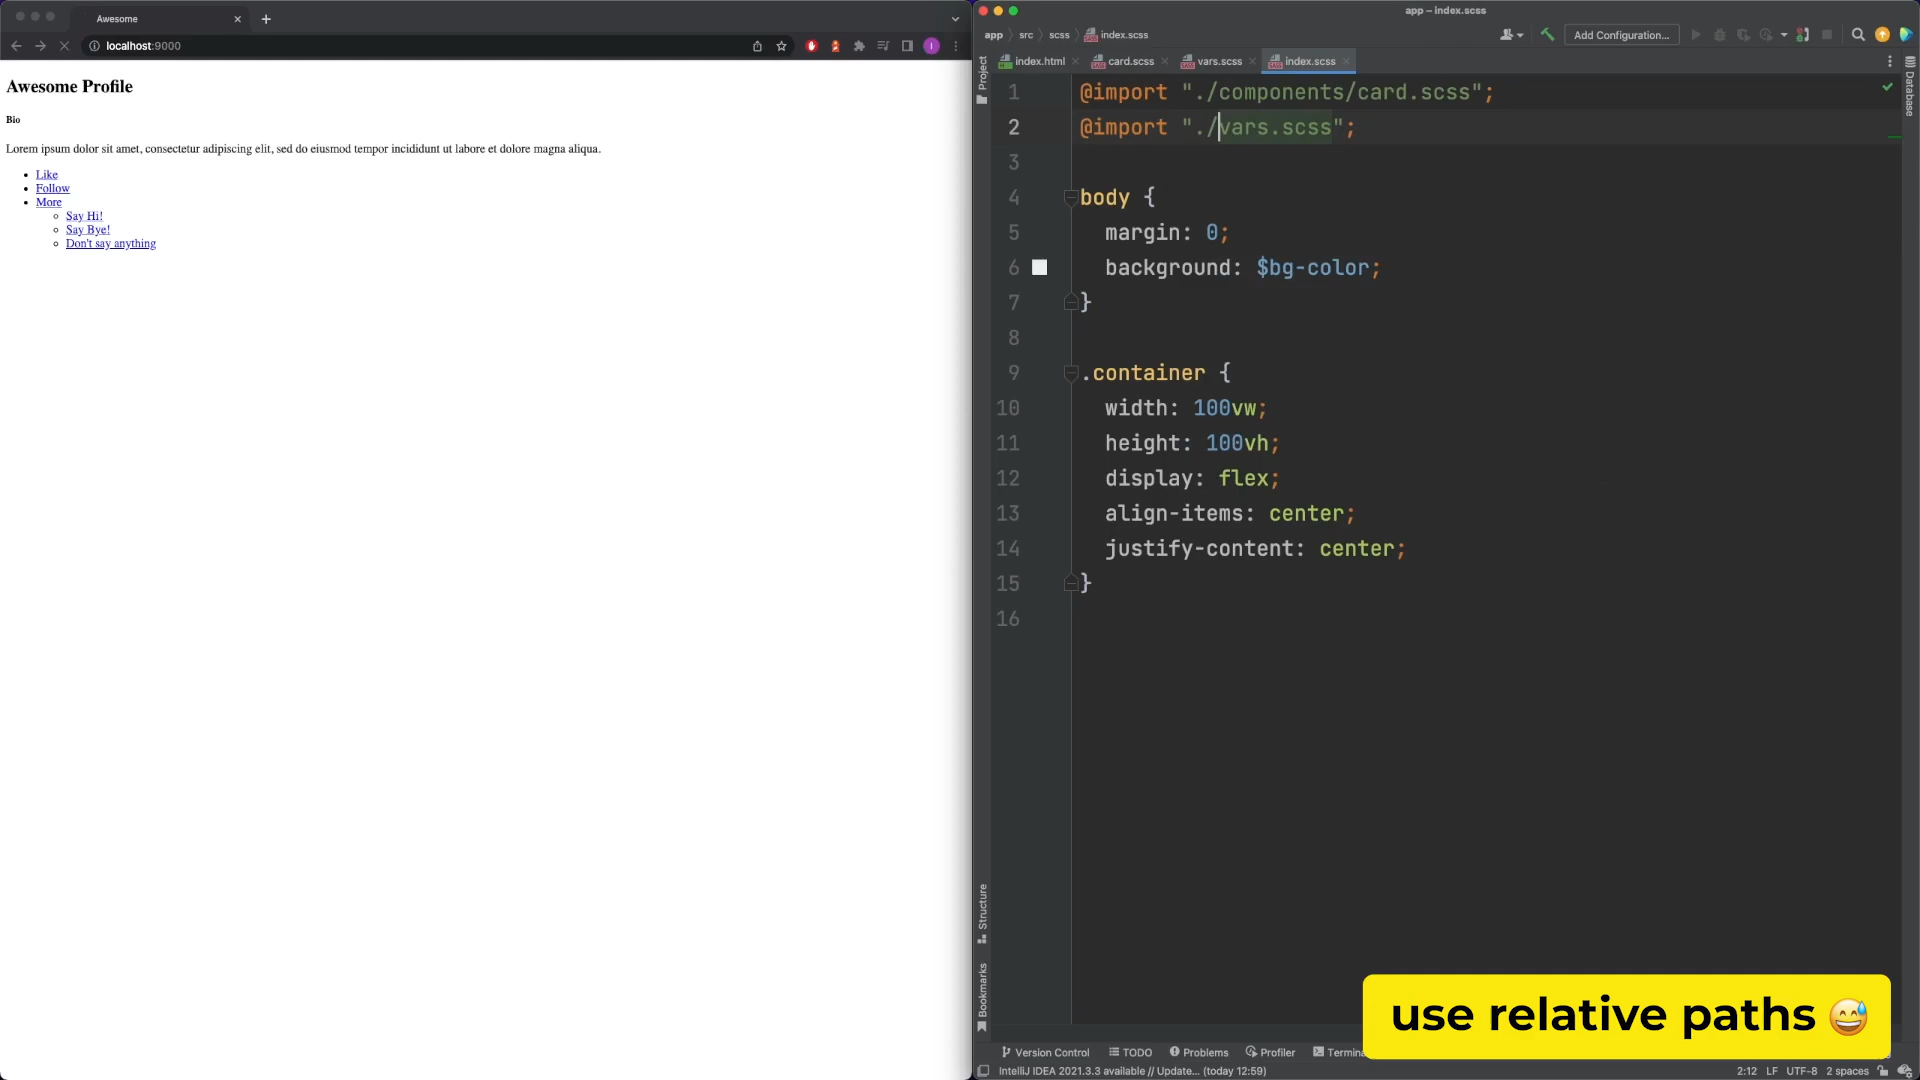 Awesome
localhost:9000
Awesome Profile
Bio
Lorem ipsum dolor sit amet, consectetur adipiscing elit, sed do eiusmod tempor incididunt ut labore et dolore magna aliqua.
Like
Follow
More
Say Hi!
Say Bye!
Don't say anything
app – index.scss
app src scss index.scss
Add Configuration...
index.html card.scss vars.scss index.scss
Project
Database
1 @import "./components/card.scss";
2 @import "./vars.scss";
3
4 body {
5 margin: 0;
6 background: $bg-color;
7 }
8
9 .container {
10 width: 100vw;
11 height: 100vh;
12 display: flex;
13 align-items: center;
14 justify-content: center;
15 }
16
Structure
Bookmarks
use relative paths 😅
Version Control TODO Problems Profiler Termina
IntelliJ IDEA 2021.3.3 available // Update... (today 12:59) 2:12 LF UTF-8 2 spaces